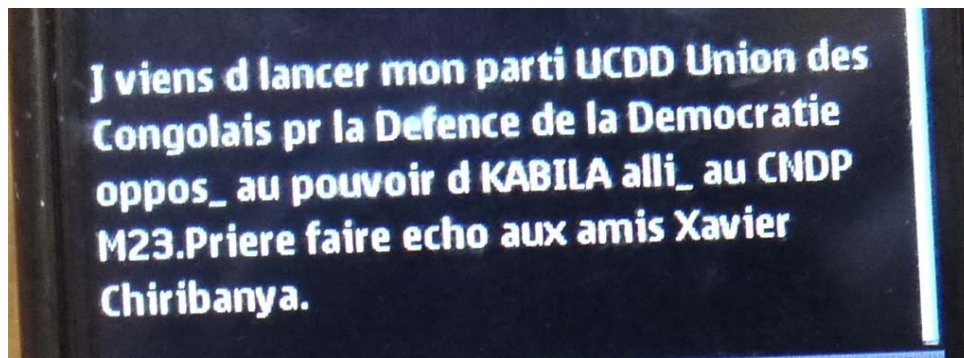 J viens d lancer mon parti UCDD Union des
Congolais pr la Defence de la Democratie
oppos_ au pouvoir d KABILA alli_ au CNDP
M23.Priere faire echo aux amis Xavier
Chiribanya.